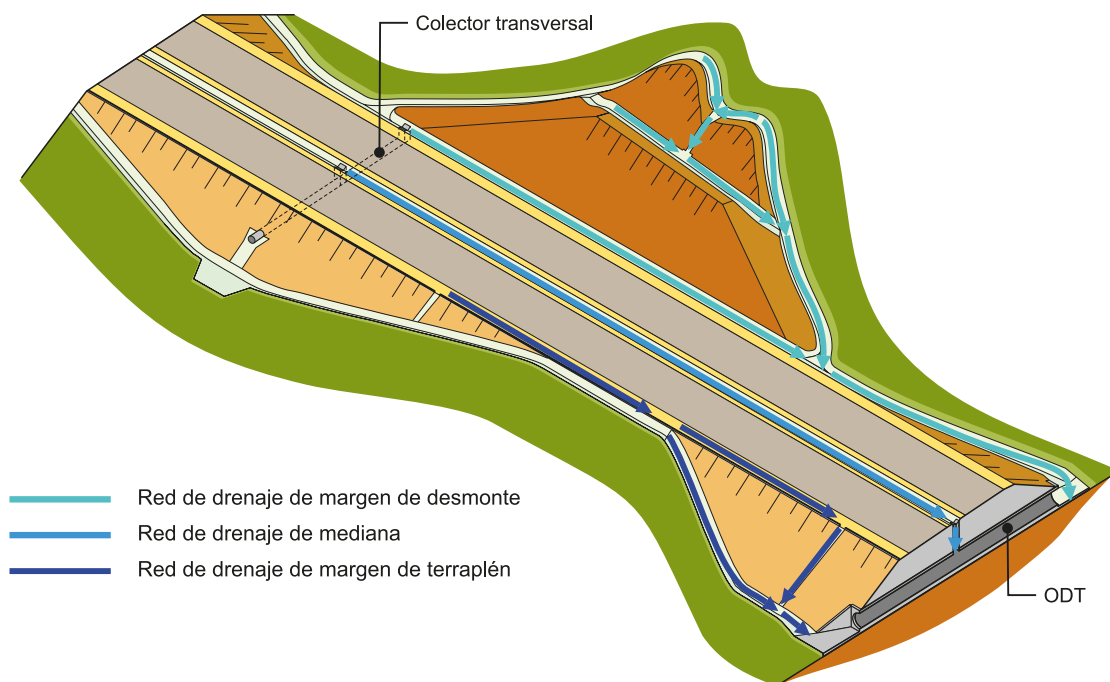 Colector transversal
Red de drenaje de margen de desmonte
Red de drenaje de mediana
Red de drenaje de margen de terraplén
ODT